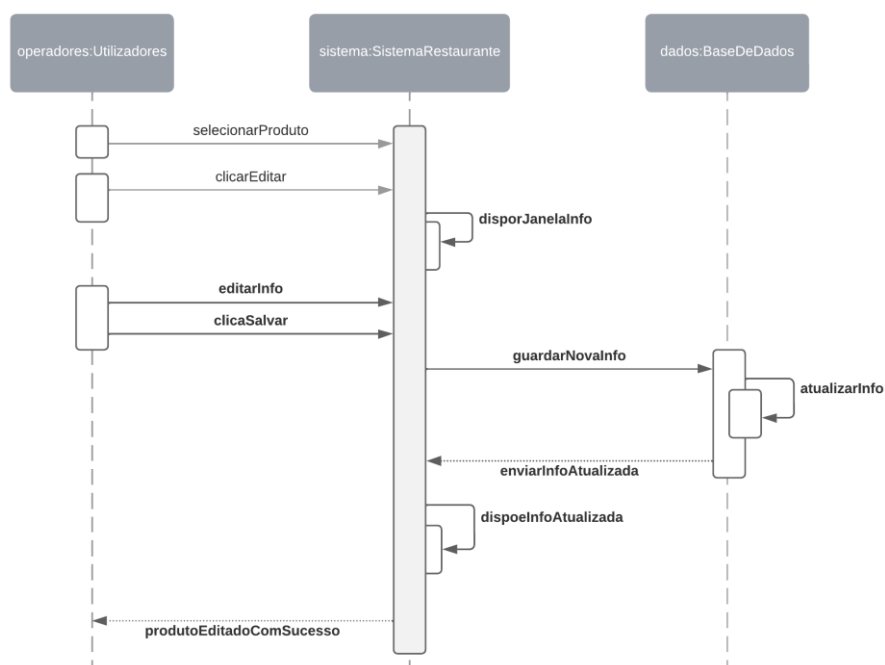 operadores:Utilizadores
sistema:SistemaRestaurante
dados:BaseDeDados
selecionarProduto
clicarEditar
disporJanelaInfo
editarInfo
clicaSalvar
guardarNovaInfo
atualizarInfo
enviarInfoAtualizada
dispoeInfoAtualizada
produtoEditadoComSucesso